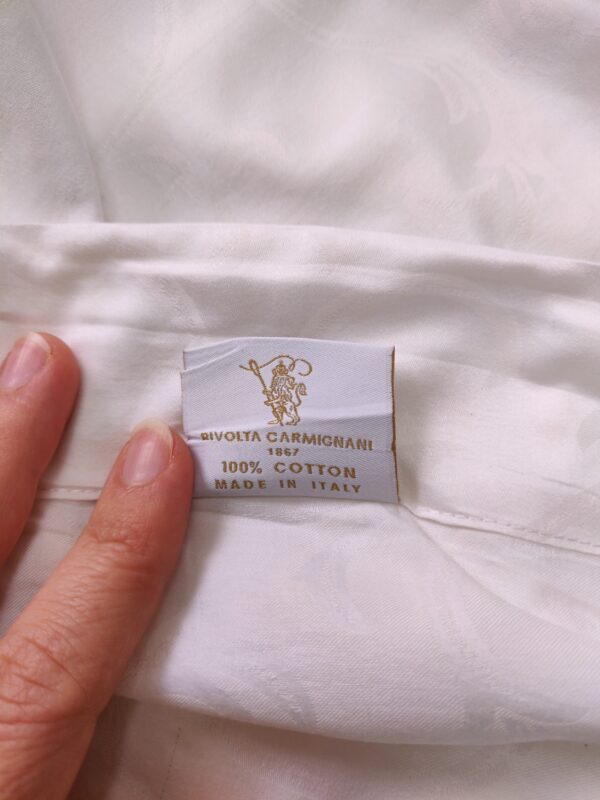 RIVOLTA CARMIGNANI
1867
100% COTTON
MADE IN ITALY